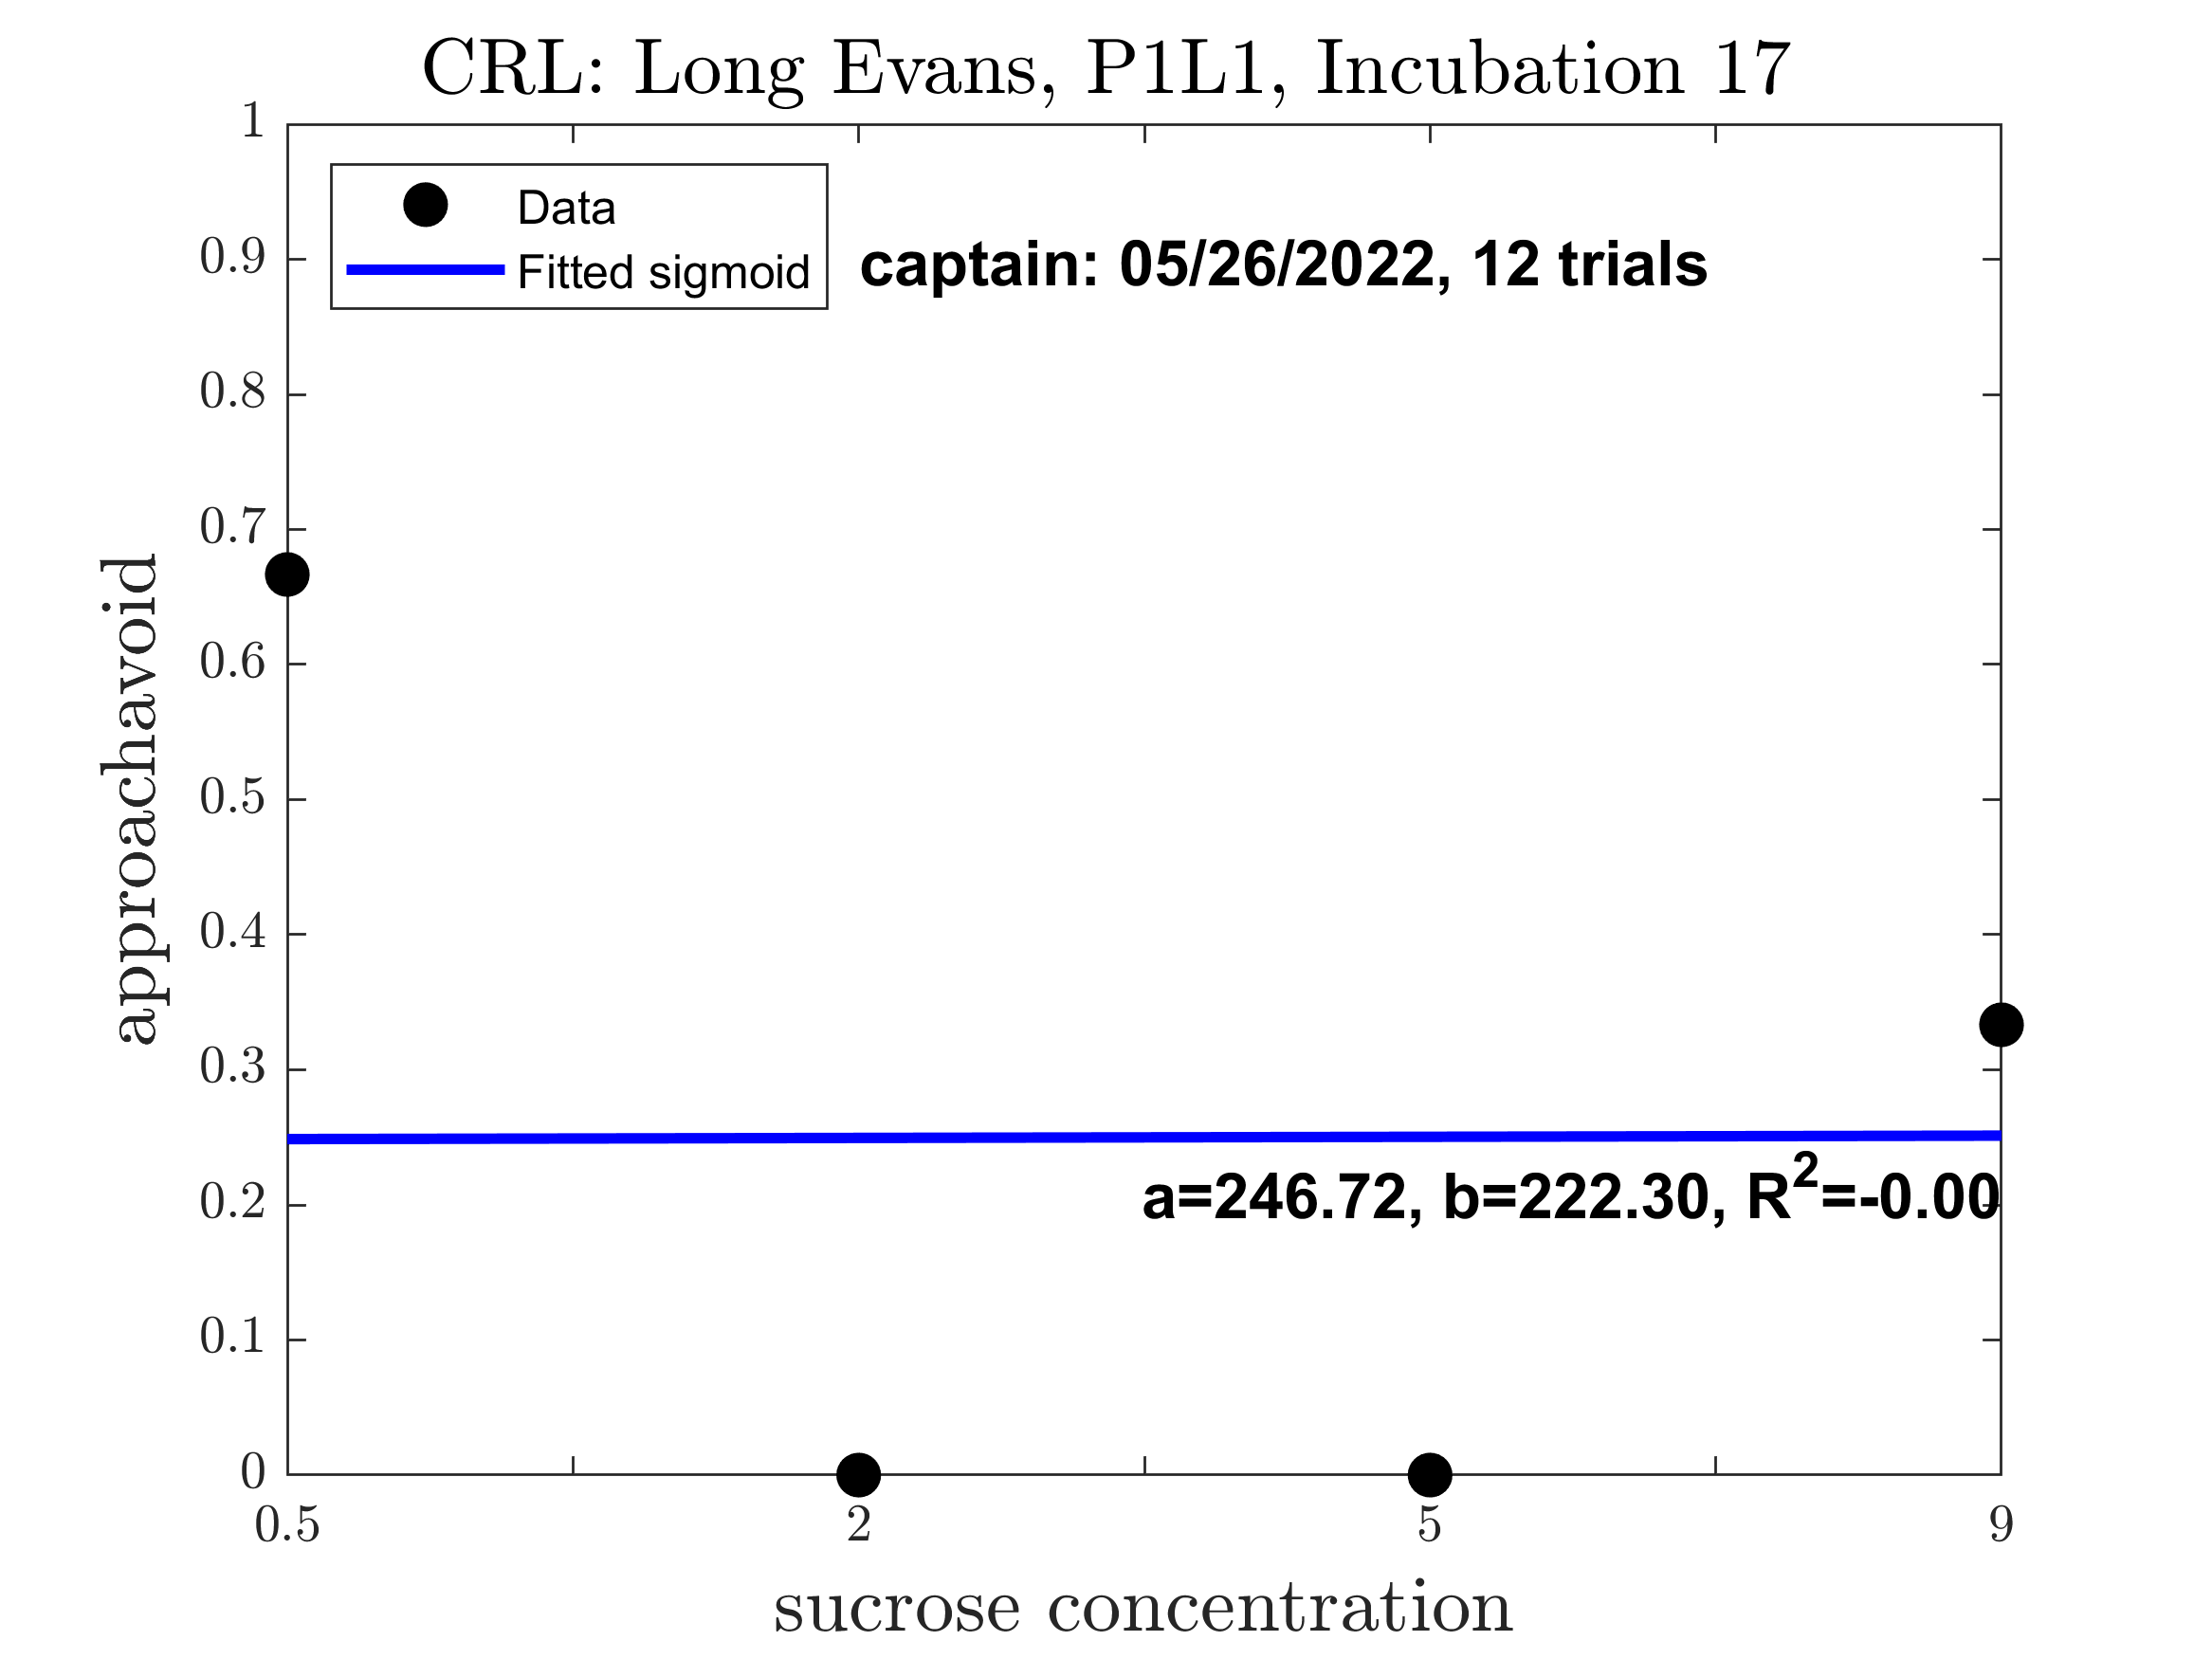 CRL: Long Evans, P1L1, Incubation 17
1
Data
Fitted sigmoid
captain: 05/26/2022, 12 trials
0.9
0.8
0.7
0.6
0.5
0.4
0.3
0.2
0.1
0
approachavoid
a=246.72, b=222.30, R²=-0.00
0.5 2 5 9
sucrose concentration